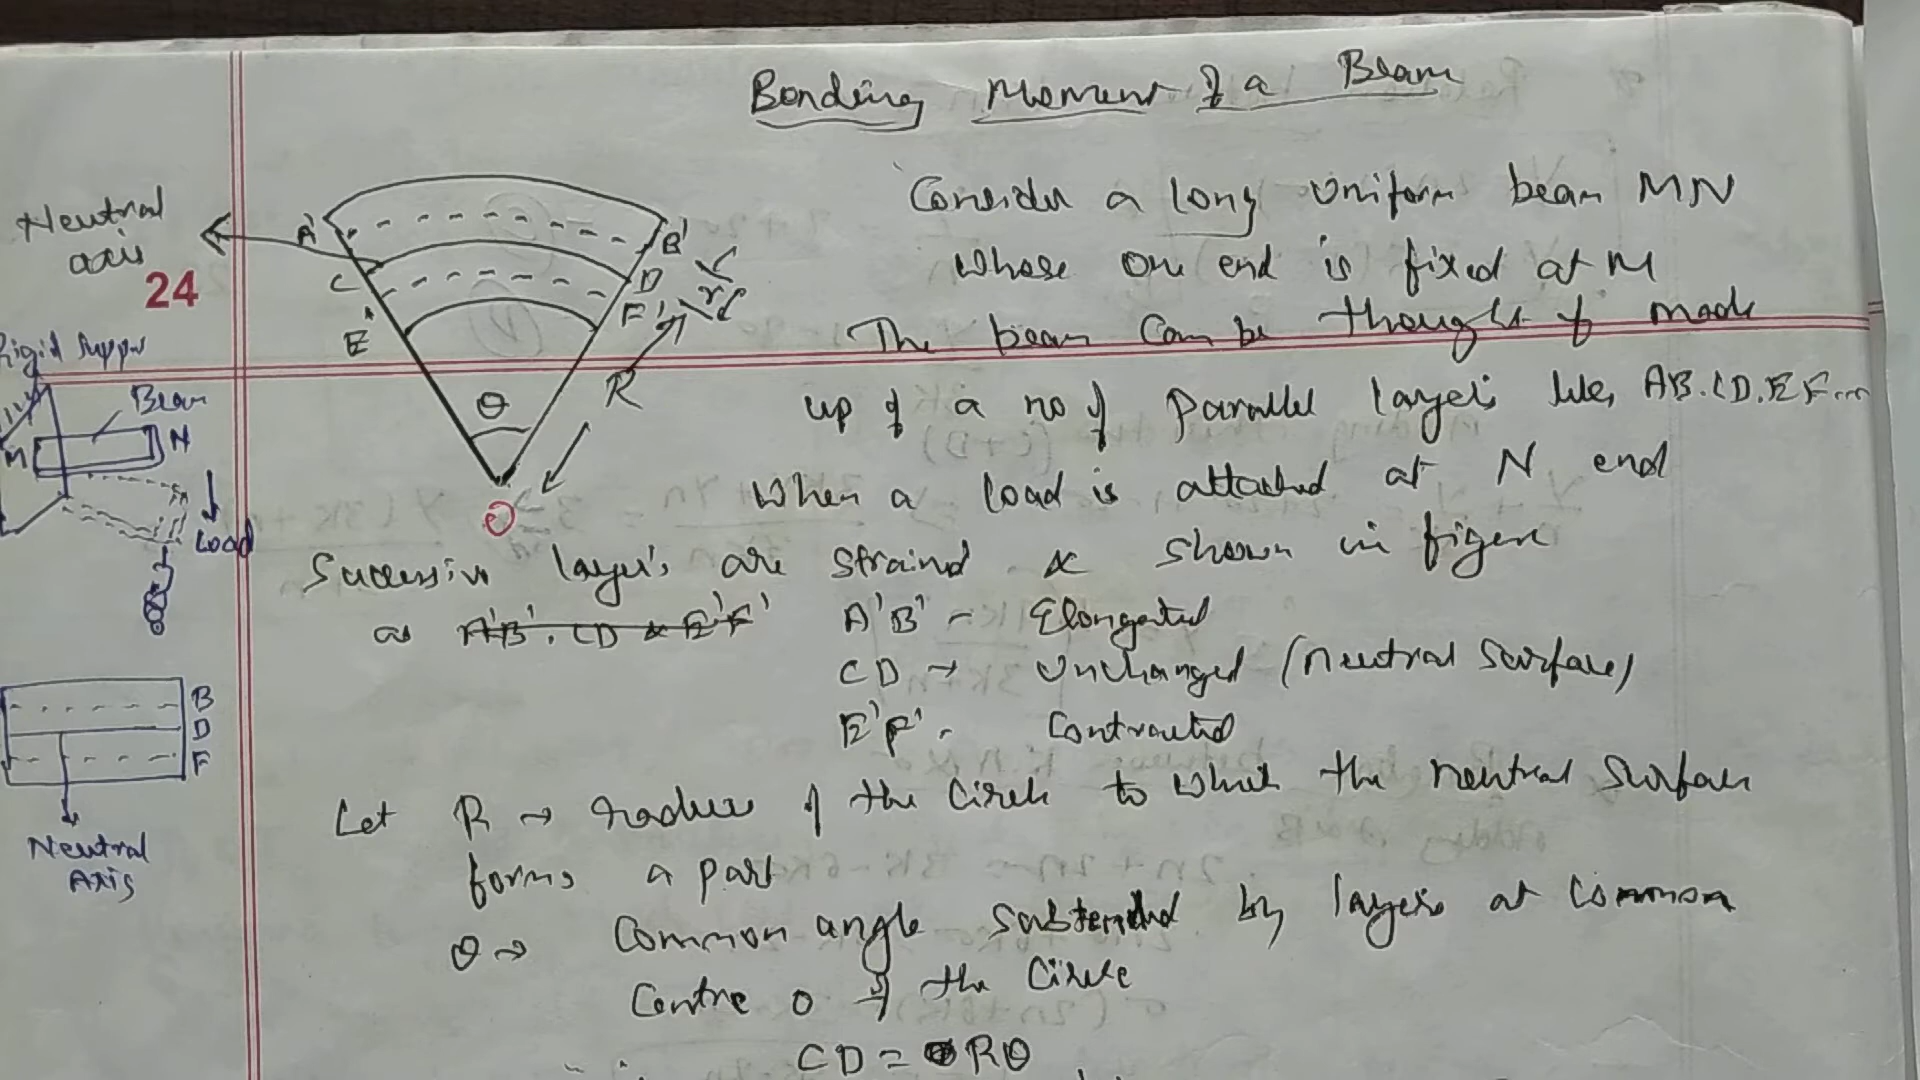 Bending Moment of a Beam
Neutral axis
24
A'
B'
C
D
E'
F'
r
R
θ
O
Consider a long Uniform beam MN
Whose one end is fixed at M
The beam Can be thought of made
up of a no of Parallel layers like, AB.CD.EF...
When a load is attached at N end
Successive layers are strained & shown in figure
as A'B'. CD & E'F'
A'B' - Elongated
CD → Unchanged (Neutral Surface)
E'F' - Contracted
Rigid Suppor
Beam
M
N
Load
B
D
F
Neutral
Axis
Let R → radius of the Circle to which the neutral Surface
forms a part
θ → Common angle Subtended by layers at Common
Centre O of the Circle
CD = Rθ